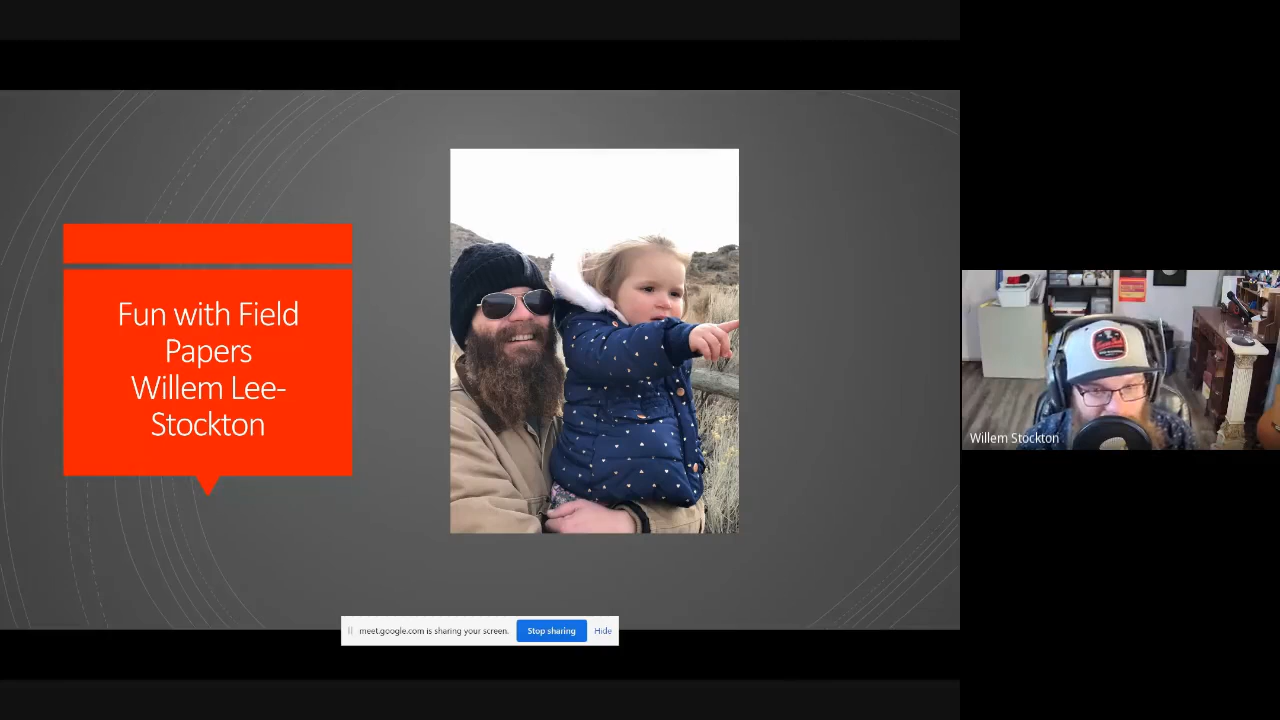 Fun with Field
Papers
Willem Lee-
Stockton
Willem Stockton
meet.google.com is sharing your screen.
Stop sharing
Hide